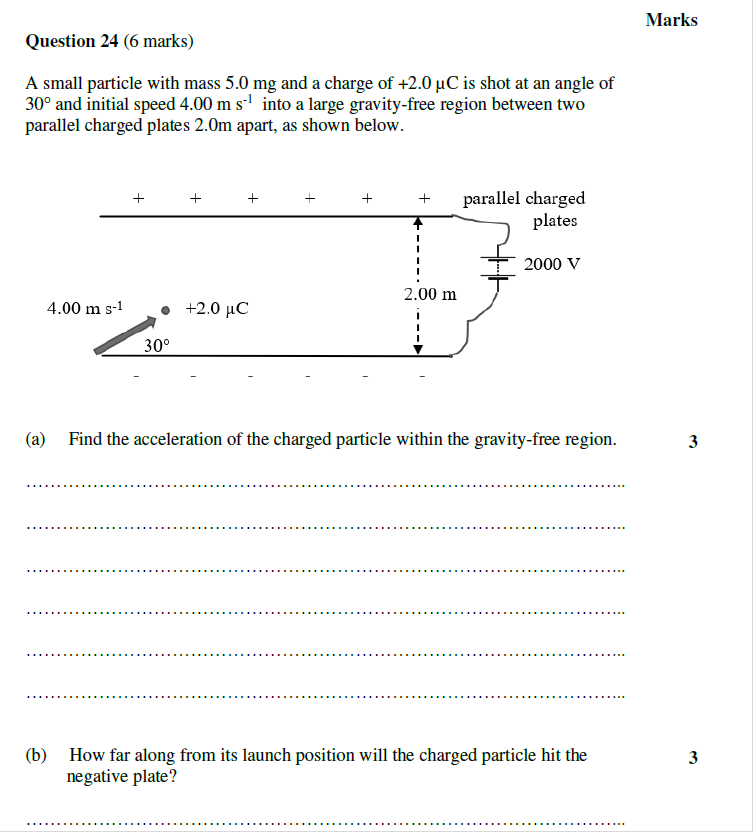 Marks
Question 24 (6 marks)
A small particle with mass 5.0 mg and a charge of +2.0 µC is shot at an angle of
30° and initial speed 4.00 m s⁻¹ into a large gravity-free region between two
parallel charged plates 2.0m apart, as shown below.
+ + + + + + parallel charged
plates
2000 V
2.00 m
4.00 m s⁻¹ +2.0 µC
30°
- - - - - -
(a) Find the acceleration of the charged particle within the gravity-free region. 3
(b) How far along from its launch position will the charged particle hit the 3
negative plate?